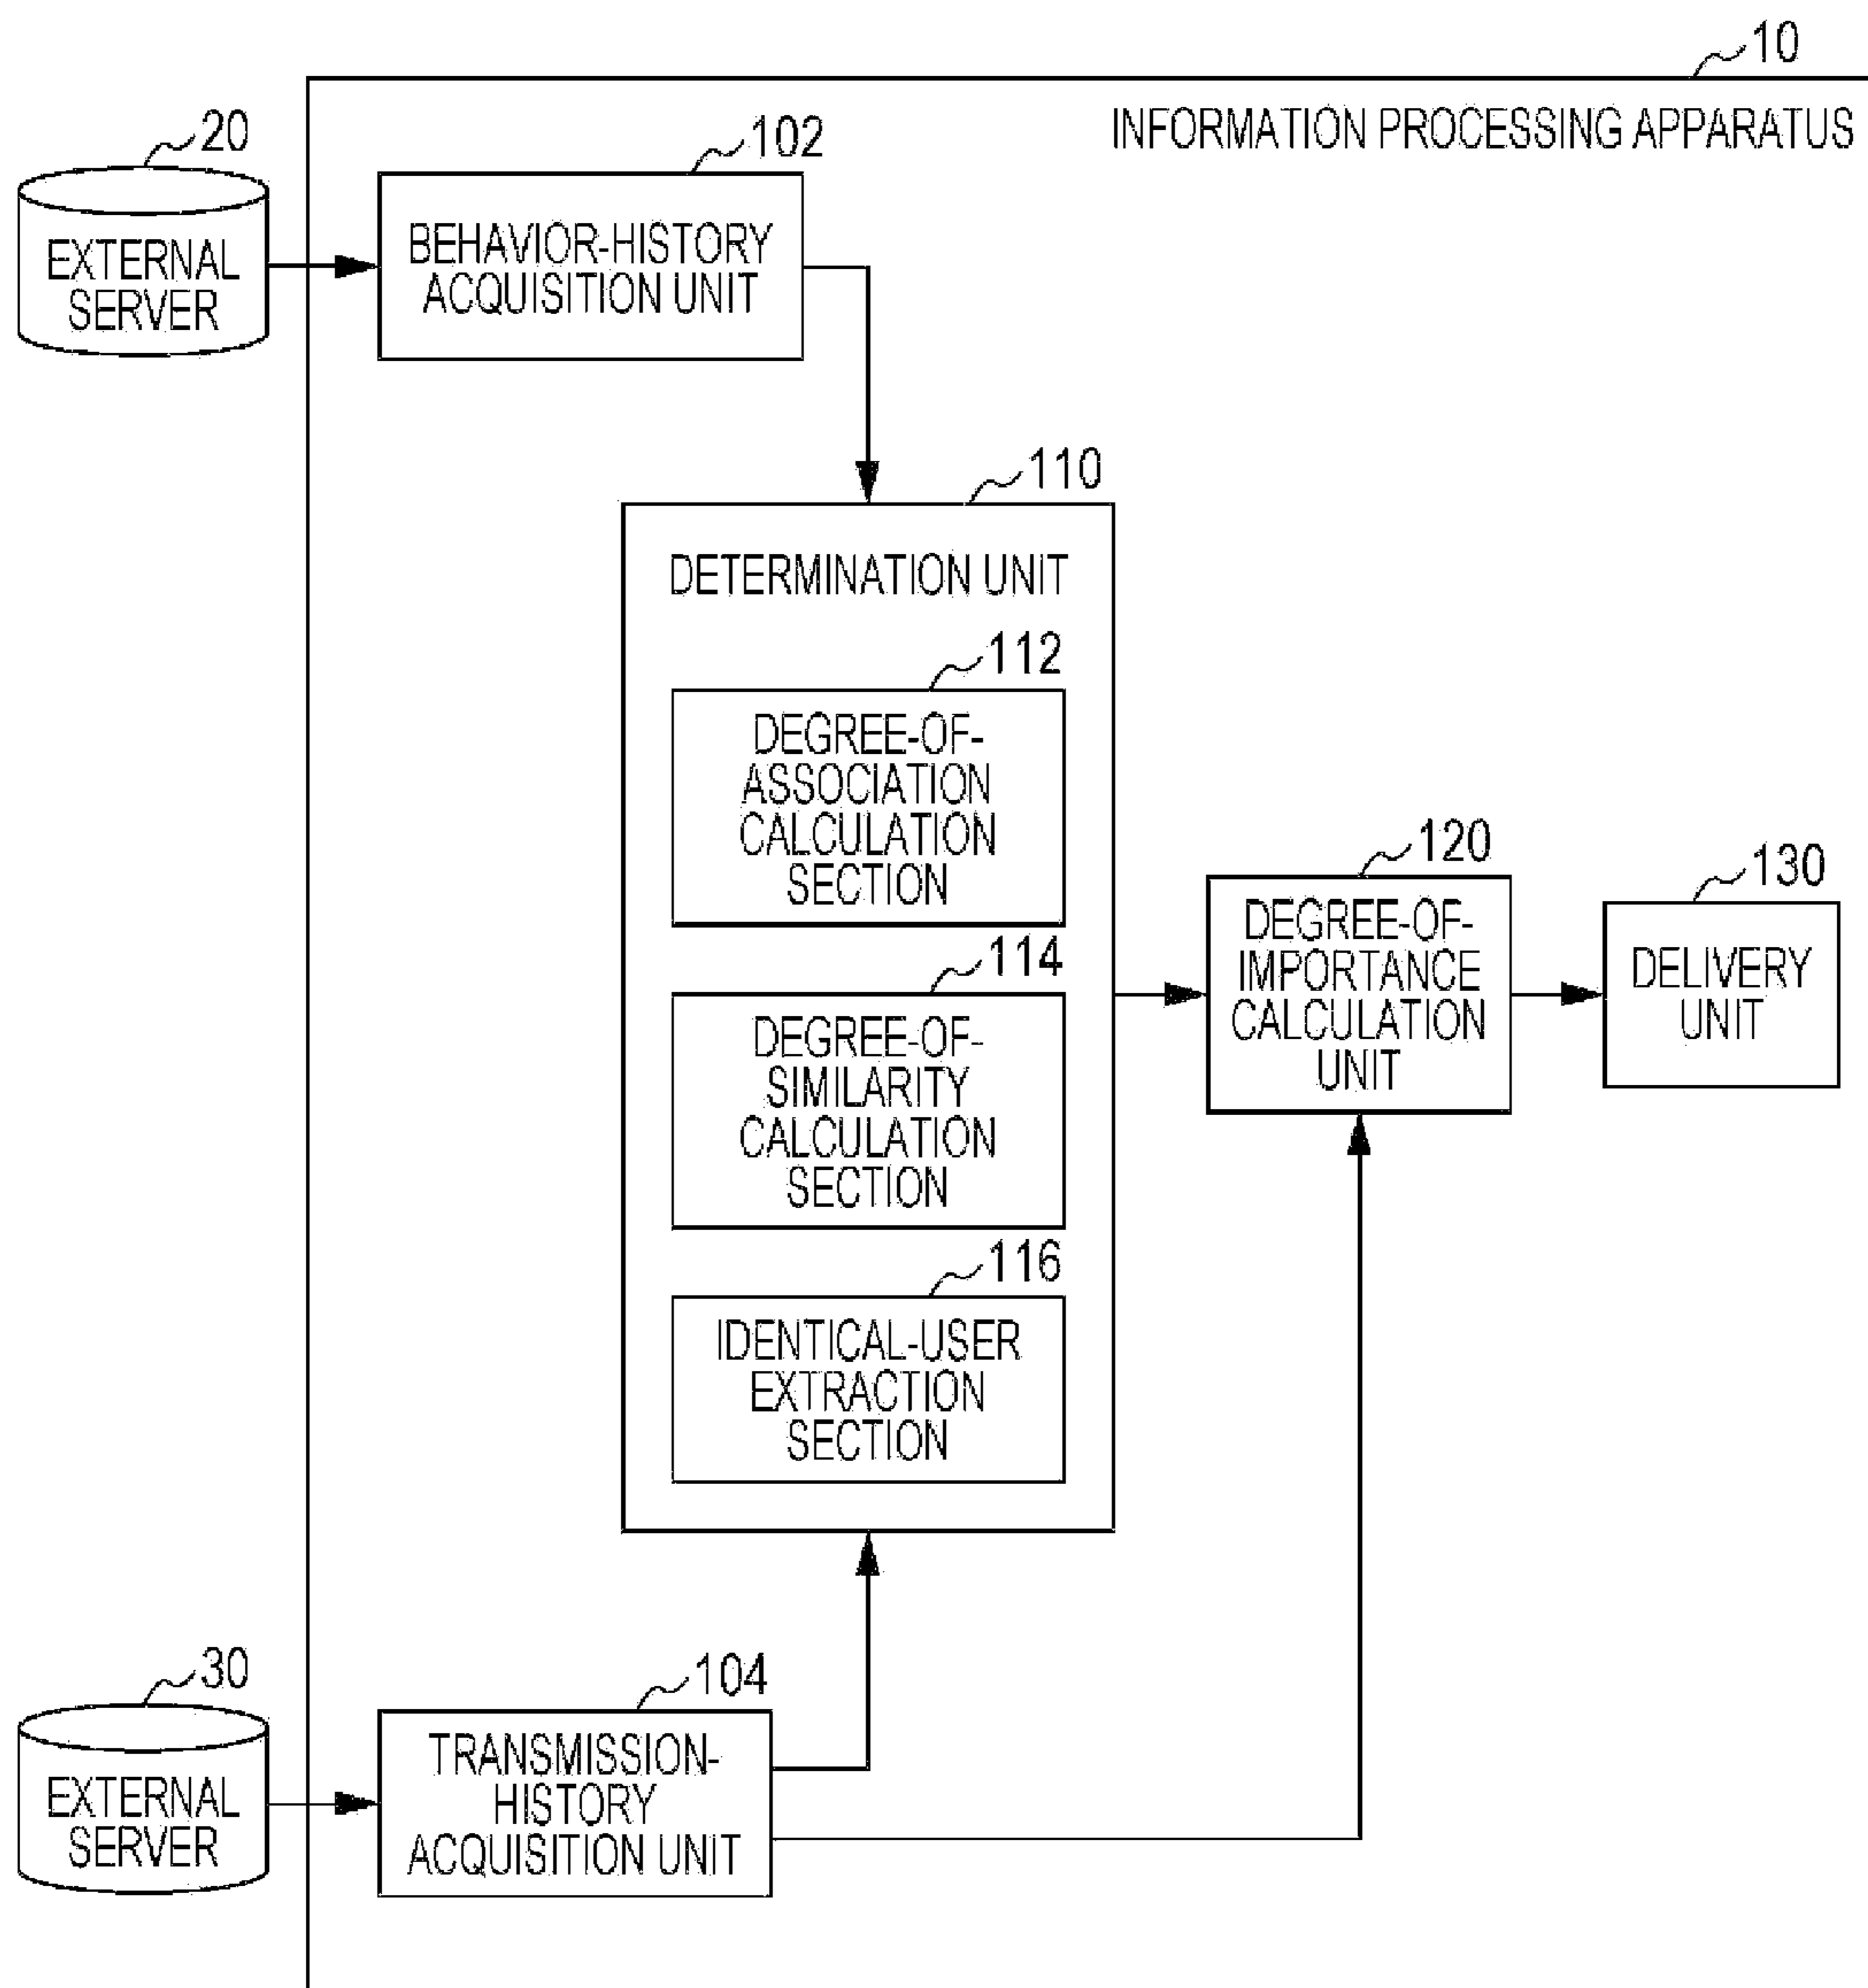 10
INFORMATION PROCESSING APPARATUS
20
EXTERNAL
SERVER
102
BEHAVIOR-HISTORY
ACQUISITION UNIT
110
DETERMINATION UNIT
112
DEGREE-OF-
ASSOCIATION
CALCULATION
SECTION
114
DEGREE-OF-
SIMILARITY
CALCULATION
SECTION
116
IDENTICAL-USER
EXTRACTION
SECTION
120
DEGREE-OF-
IMPORTANCE
CALCULATION
UNIT
130
DELIVERY
UNIT
30
EXTERNAL
SERVER
104
TRANSMISSION-
HISTORY
ACQUISITION UNIT